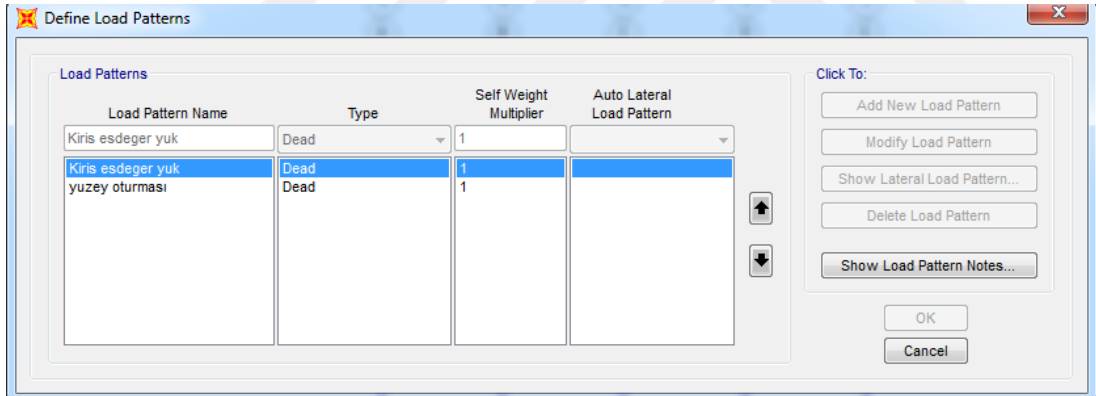 Define Load Patterns
Load Patterns
Click To:
Load Pattern Name
Type
Self Weight Multiplier
Auto Lateral Load Pattern
Kiris esdeger yuk Dead 1
Kiris esdeger yuk Dead 1
yuzey oturması Dead 1
Add New Load Pattern
Modify Load Pattern
Show Lateral Load Pattern...
Delete Load Pattern
Show Load Pattern Notes...
OK
Cancel